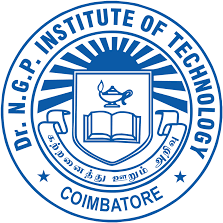 Dr. N.G.P. INSTITUTE OF TECHNOLOGY
கற்றனைத்து ஊறும் அறிவு
COIMBATORE